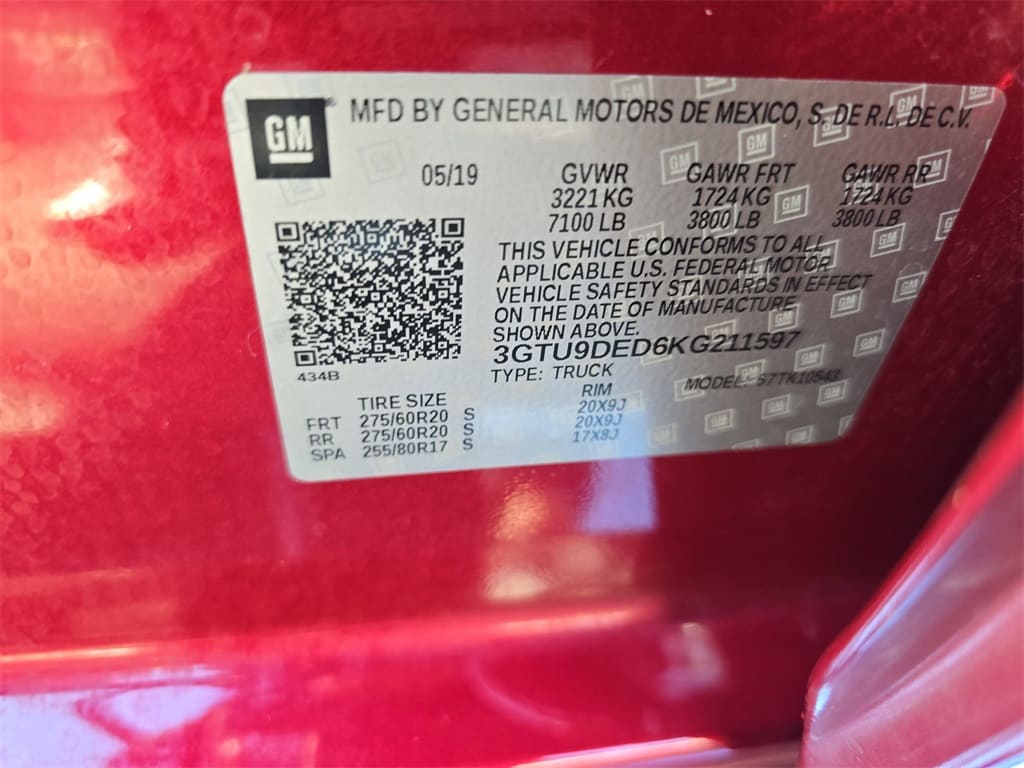 GM
MFD BY GENERAL MOTORS DE MEXICO, S. DE R.L. DE C.V.
05/19 GVWR GAWR FRT GAWR RR
3221 KG 1724 KG 1724 KG
7100 LB 3800 LB 3800 LB
THIS VEHICLE CONFORMS TO ALL
APPLICABLE U.S. FEDERAL MOTOR
VEHICLE SAFETY STANDARDS IN EFFECT
ON THE DATE OF MANUFACTURE
SHOWN ABOVE.
3GTU9DED6KG211597
434B
TYPE: TRUCK MODEL:
TIRE SIZE RIM
FRT 275/60R20 S 20X9J
RR 275/60R20 S 20X9J
SPA 255/80R17 S 17X8J